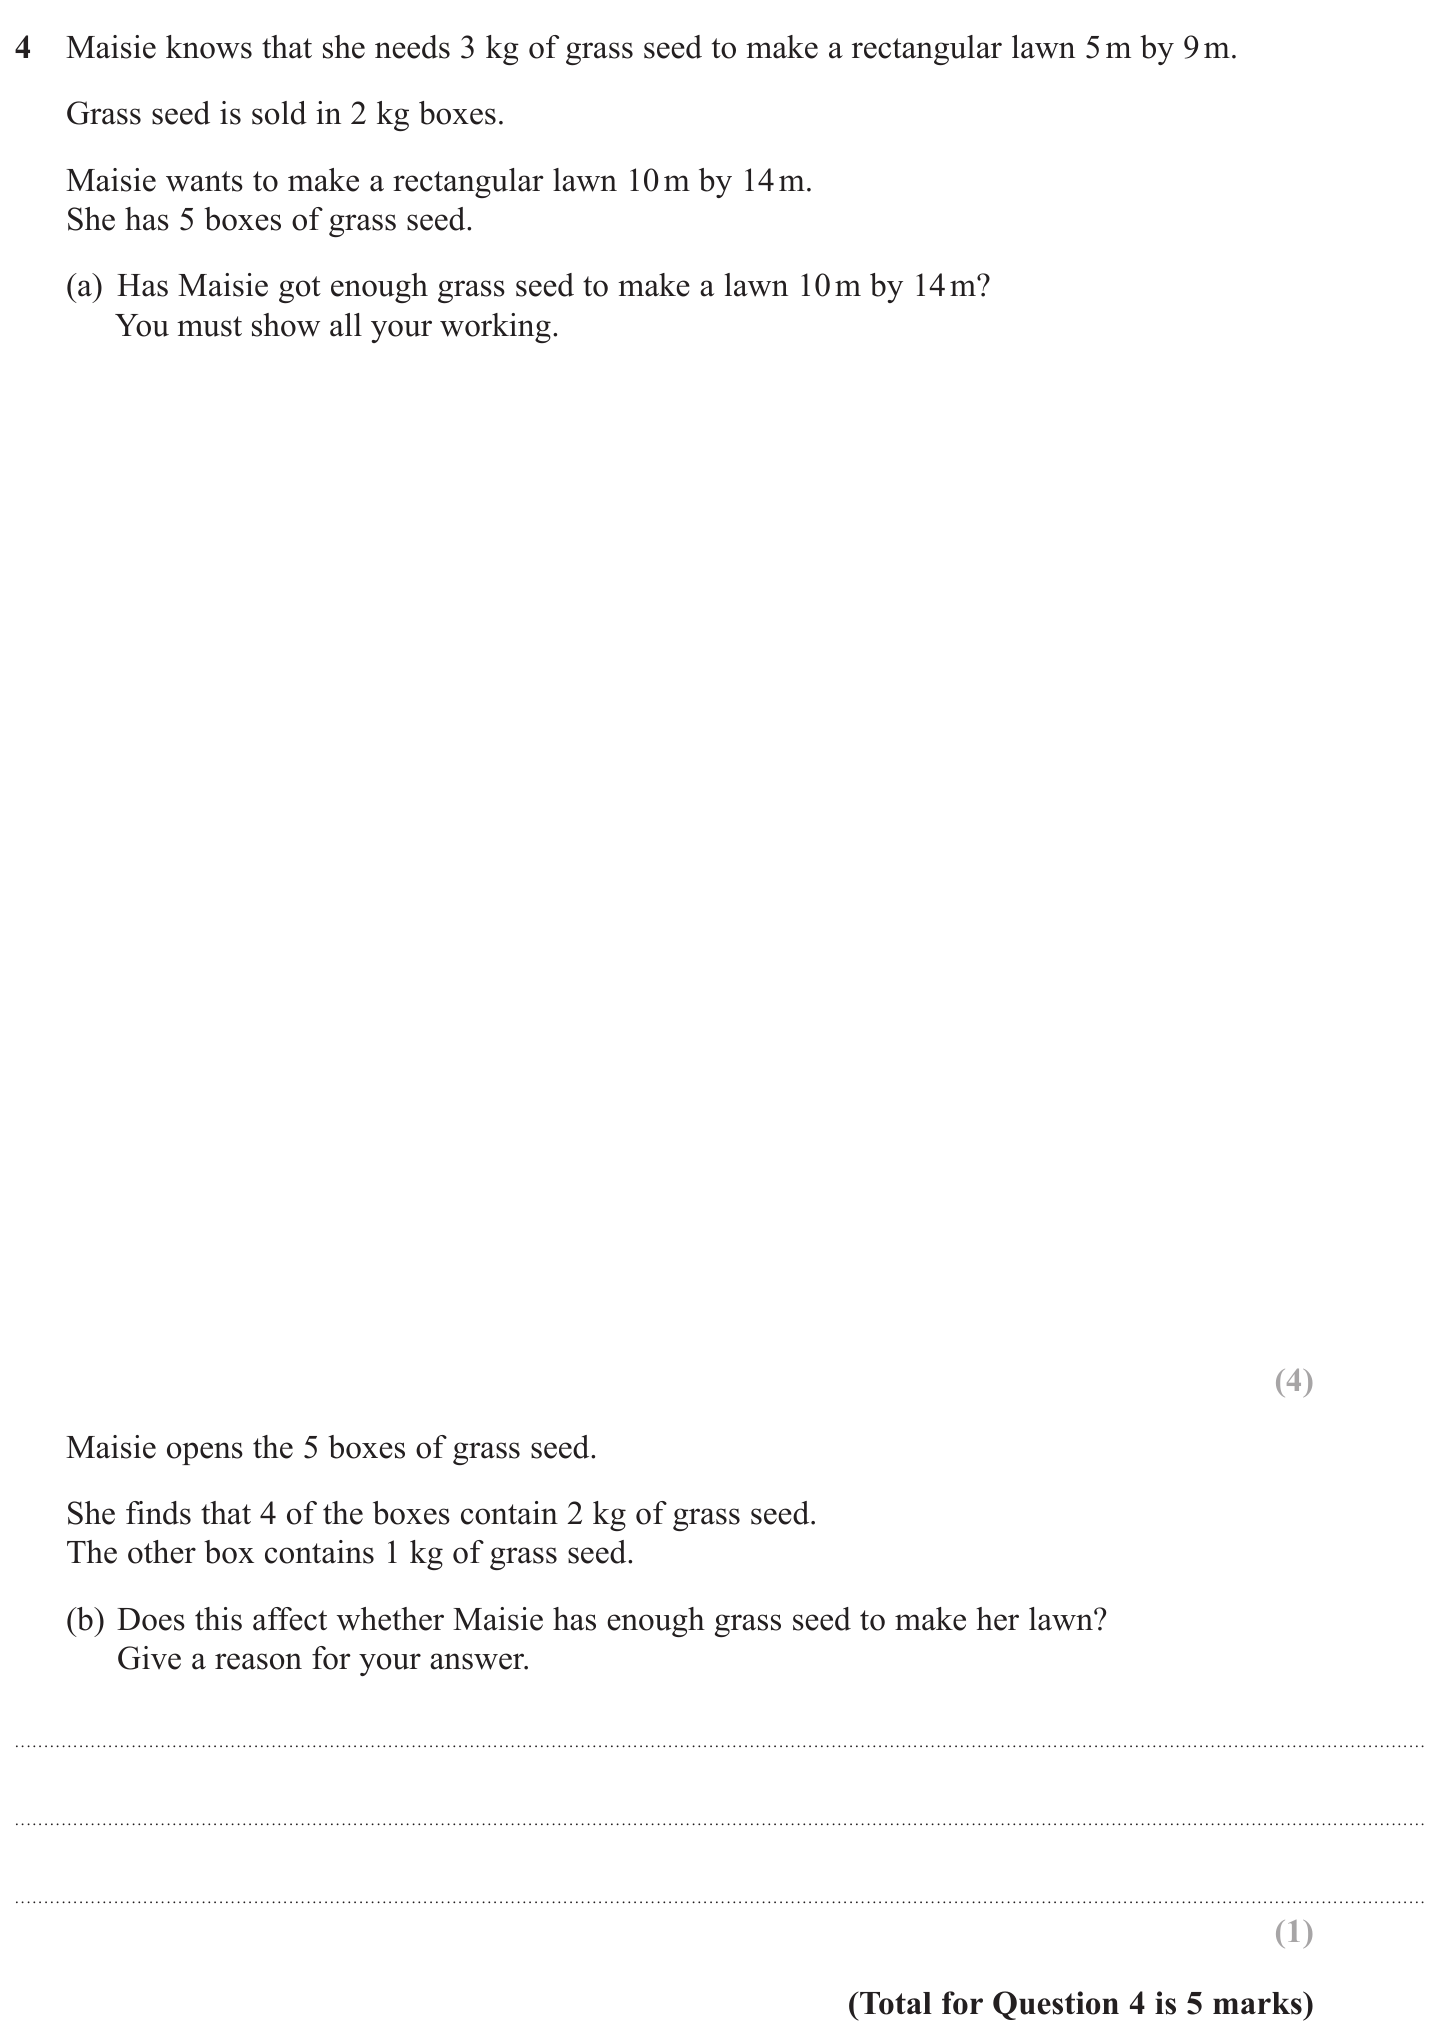 4 Maisie knows that she needs 3 kg of grass seed to make a rectangular lawn 5 m by 9 m.
Grass seed is sold in 2 kg boxes.
Maisie wants to make a rectangular lawn 10 m by 14 m.
She has 5 boxes of grass seed.
(a) Has Maisie got enough grass seed to make a lawn 10 m by 14 m?
You must show all your working.
(4)
Maisie opens the 5 boxes of grass seed.
She finds that 4 of the boxes contain 2 kg of grass seed.
The other box contains 1 kg of grass seed.
(b) Does this affect whether Maisie has enough grass seed to make her lawn?
Give a reason for your answer.
(1)
(Total for Question 4 is 5 marks)